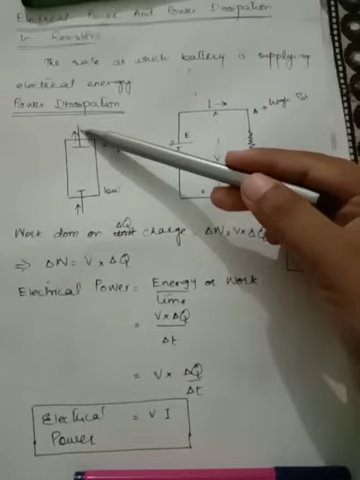 Electrical Power And Power Dissipation
In Resistors
The rate at which battery is supplying
electrical energy
Power Dissipation
I → A → High Pot
E
V
low
ΔQ
Work done on charge = ΔW = V × ΔQ
⇒ ΔW = V × ΔQ
Electrical Power = Energy or Work
time
= V × ΔQ
Δt
= V × ΔQ
Δt
Electrical = V I
Power